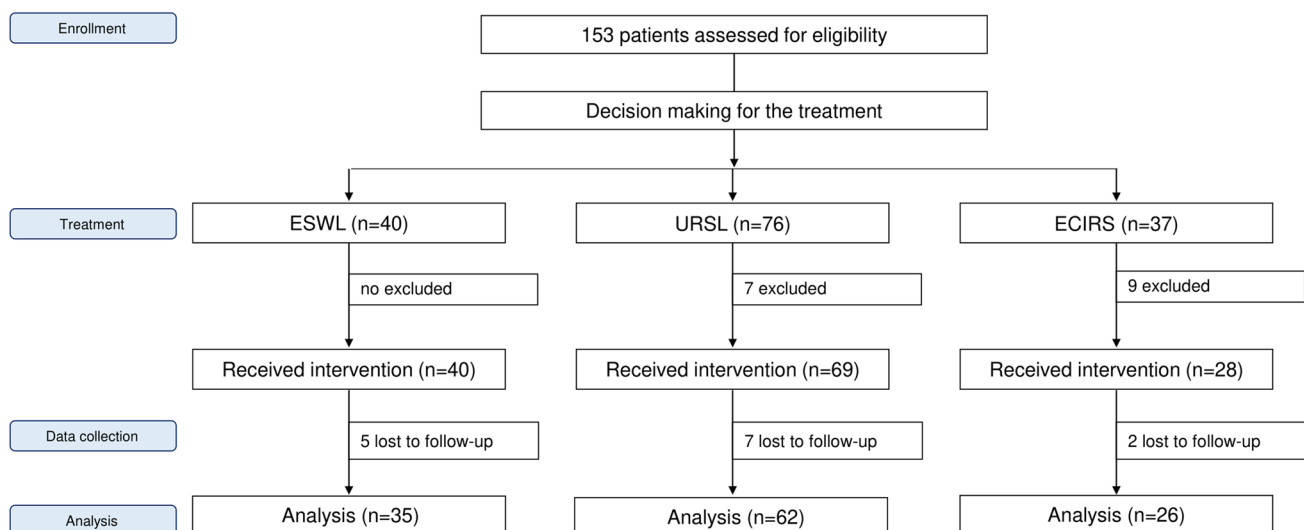 Enrollment
153 patients assessed for eligibility
Decision making for the treatment
Treatment
ESWL (n=40)
URSL (n=76)
ECIRS (n=37)
no excluded
7 excluded
9 excluded
Received intervention (n=40)
Received intervention (n=69)
Received intervention (n=28)
Data collection
5 lost to follow-up
7 lost to follow-up
2 lost to follow-up
Analysis
Analysis (n=35)
Analysis (n=62)
Analysis (n=26)